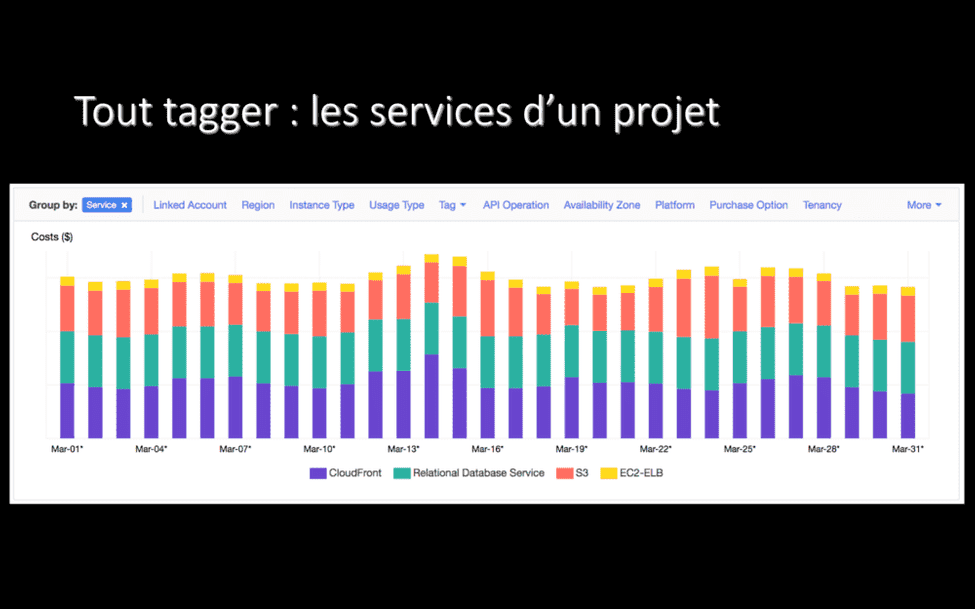 Tout tagger : les services d’un projet
Group by: Service × Linked Account Region Instance Type Usage Type Tag API Operation Availability Zone Platform Purchase Option Tenancy More
Costs ($)
Mar-01* Mar-04* Mar-07* Mar-10* Mar-13* Mar-16* Mar-19* Mar-22* Mar-25* Mar-28* Mar-31*
CloudFront Relational Database Service S3 EC2-ELB